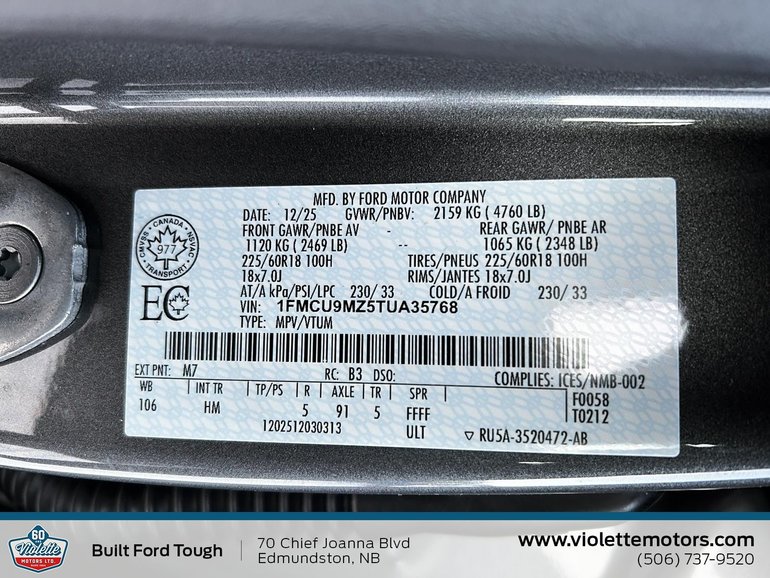 MFD. BY FORD MOTOR COMPANY
DATE: 12/25 GVWR/PNBV: 2159 KG ( 4760 LB)
FRONT GAWR/PNBE AV - REAR GAWR/ PNBE AR
1120 KG ( 2469 LB) -- 1065 KG ( 2348 LB)
225/60R18 100H TIRES/PNEUS 225/60R18 100H
18x7.0J RIMS/JANTES 18x7.0J
AT/A kPa/PSI/LPC 230/ 33 COLD/A FROID 230/ 33
VIN: 1FMCU9MZ5TUA35768
TYPE: MPV/VTUM
CANADA
CMVSS NSVAC
977
TRANSPORT
EC
EXT PNT: M7 RC: B3 DSO: COMPLIES: ICES/NMB-002
WB INT TR TP/PS R AXLE TR SPR F0058
106 HM 5 91 5 FFFF T0212
1202512030313 ULT ▽ RU5A-3520472-AB
60
Violette
MOTORS LTD.
Built Ford Tough
70 Chief Joanna Blvd
Edmundston, NB
www.violettemotors.com
(506) 737-9520